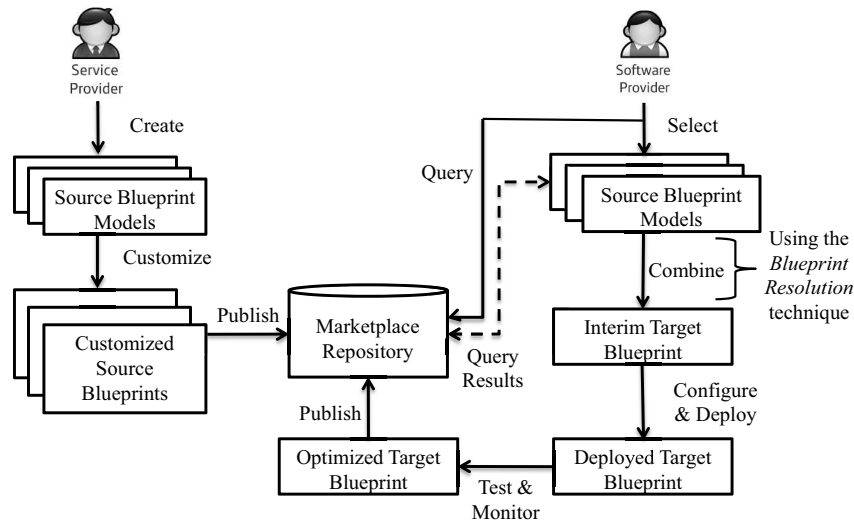 Service
Provider
Create
Source Blueprint
Models
Customize
Customized
Source
Blueprints
Publish
Marketplace
Repository
Software
Provider
Select
Query
Source Blueprint
Models
Query
Results
Combine
Using the
Blueprint
Resolution
technique
Interim Target
Blueprint
Configure
& Deploy
Deployed Target
Blueprint
Test &
Monitor
Optimized Target
Blueprint
Publish